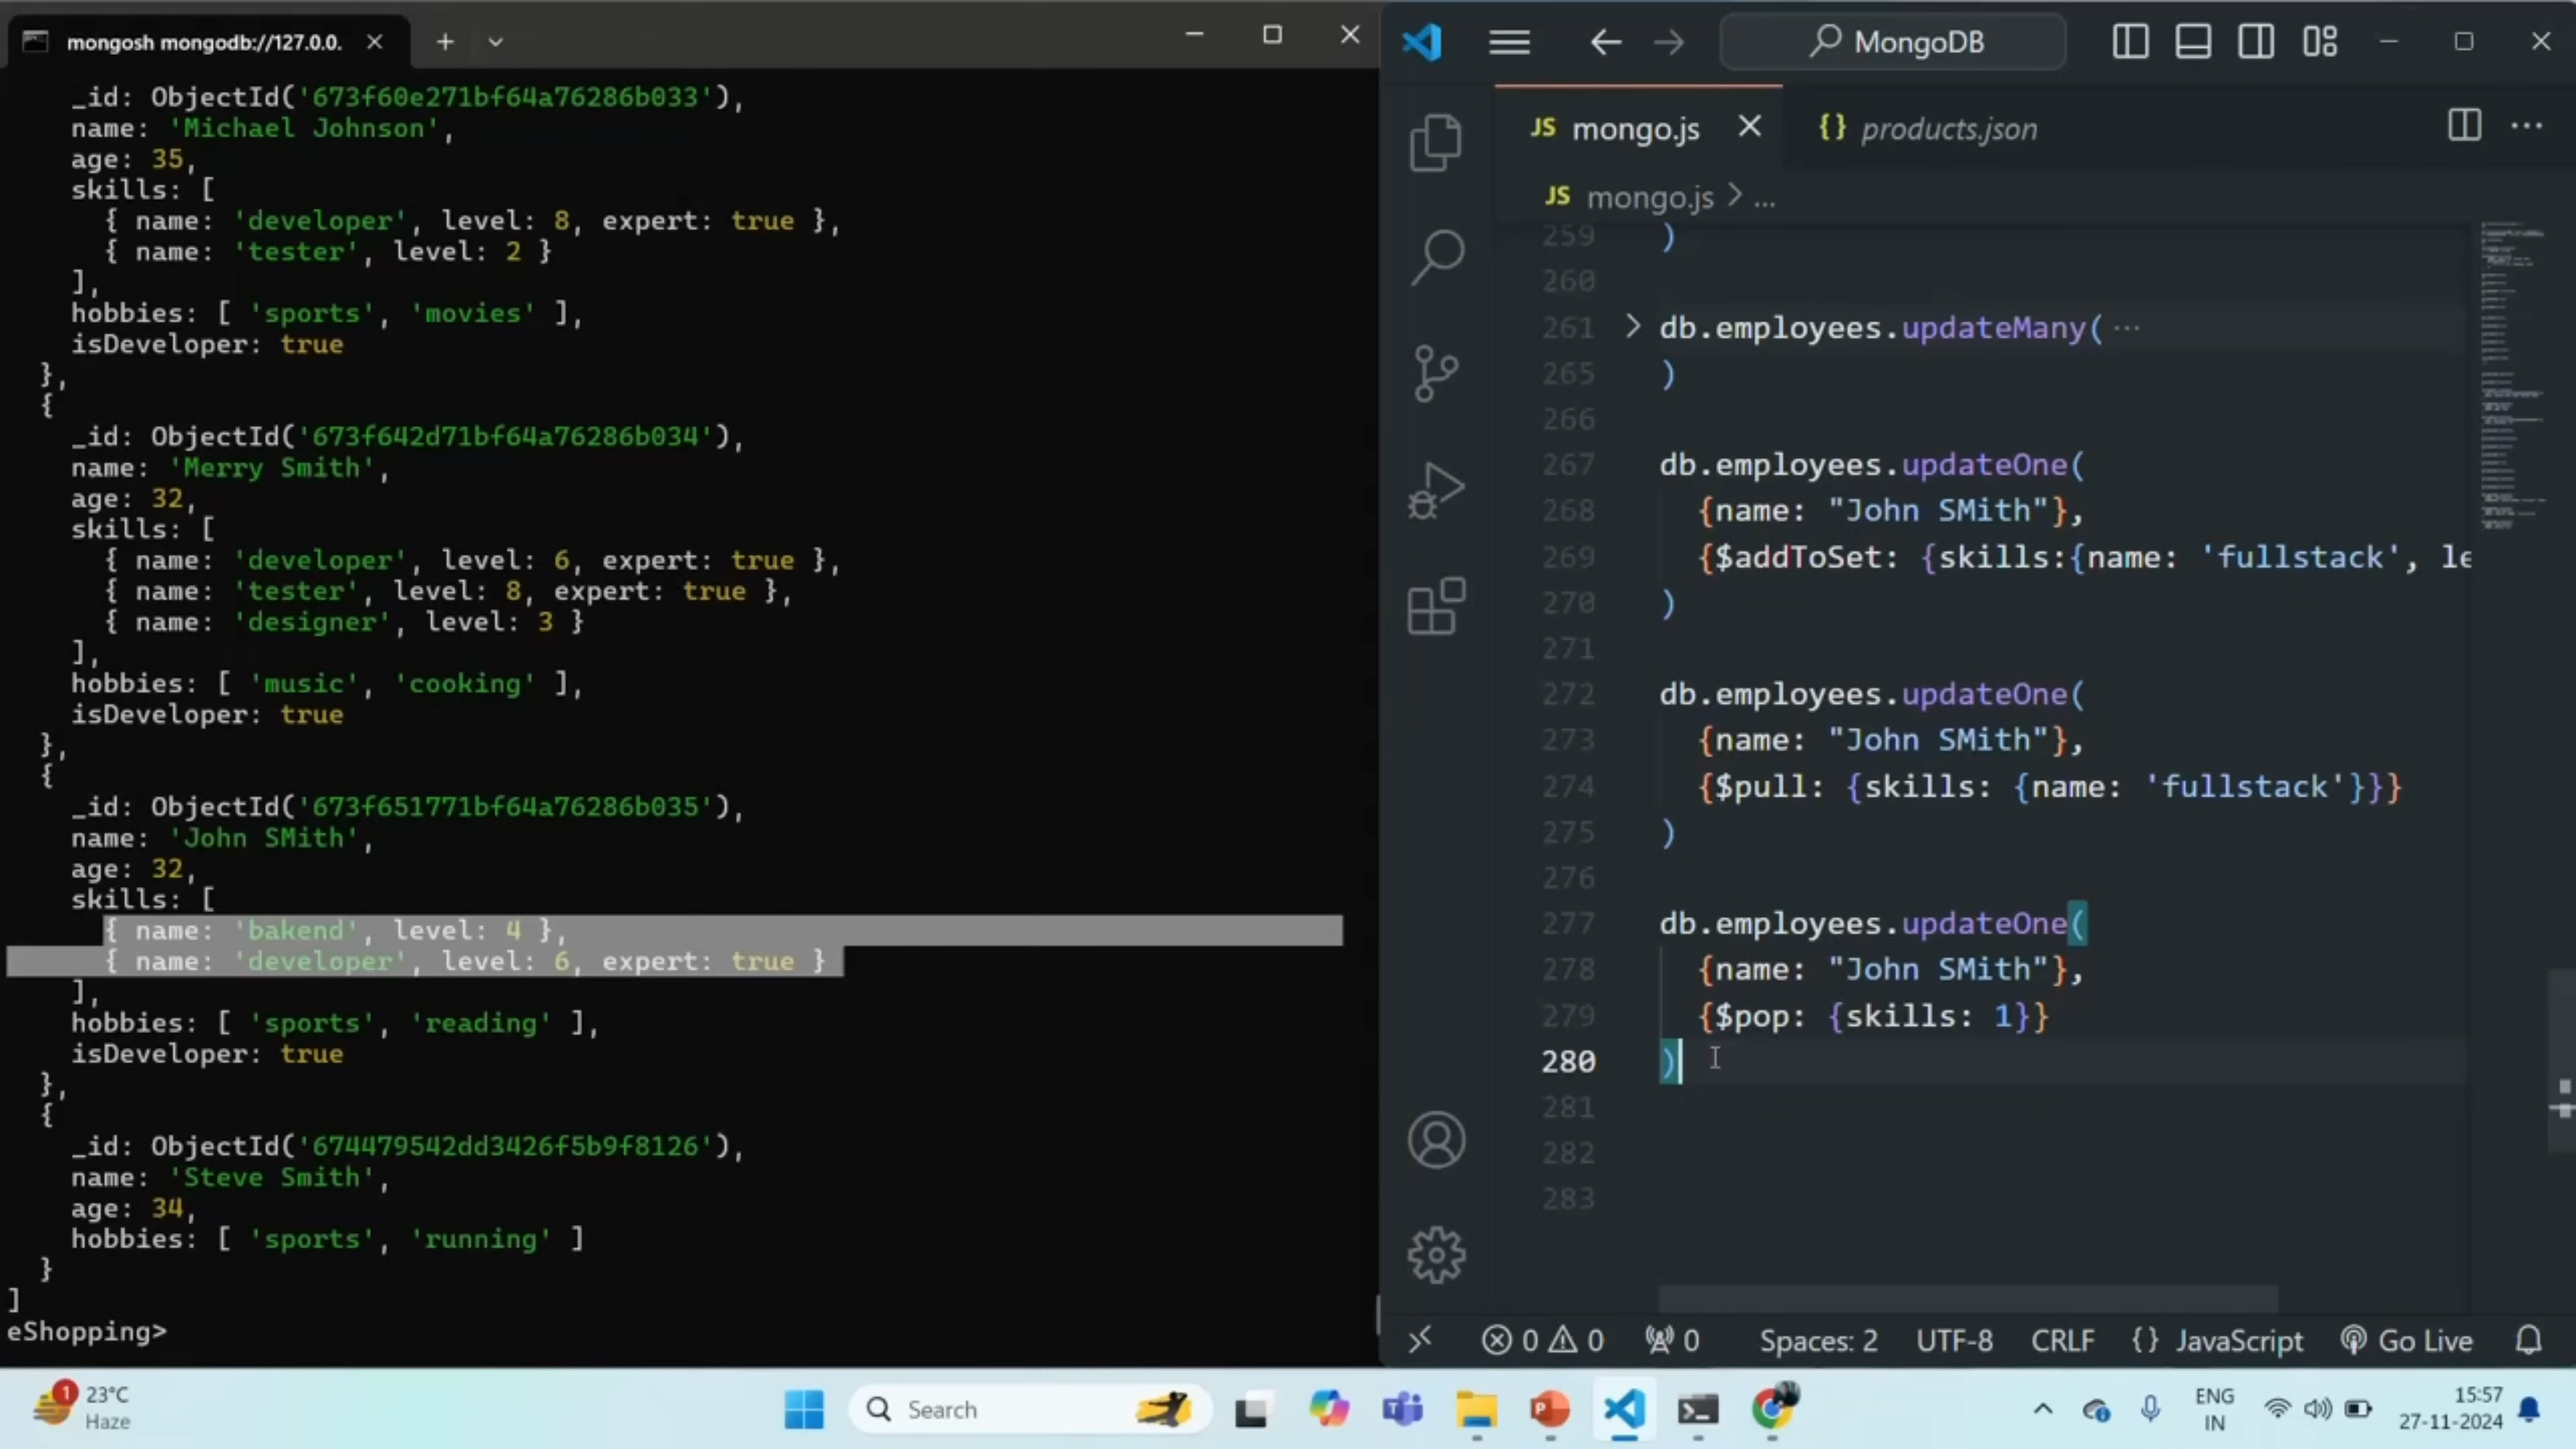 mongosh mongodb://127.0.0.
_id: ObjectId('673f60e271bf64a76286b033'),
name: 'Michael Johnson',
age: 35,
skills: [
{ name: 'developer', level: 8, expert: true },
{ name: 'tester', level: 2 }
],
hobbies: [ 'sports', 'movies' ],
isDeveloper: true
},
{
_id: ObjectId('673f642d71bf64a76286b034'),
name: 'Merry Smith',
age: 32,
skills: [
{ name: 'developer', level: 6, expert: true },
{ name: 'tester', level: 8, expert: true },
{ name: 'designer', level: 3 }
],
hobbies: [ 'music', 'cooking' ],
isDeveloper: true
},
{
_id: ObjectId('673f651771bf64a76286b035'),
name: 'John SMith',
age: 32,
skills: [
{ name: 'bakend', level: 4 },
{ name: 'developer', level: 6, expert: true }
],
hobbies: [ 'sports', 'reading' ],
isDeveloper: true
},
{
_id: ObjectId('674479542dd3426f5b9f8126'),
name: 'Steve Smith',
age: 34,
hobbies: [ 'sports', 'running' ]
}
]
eShopping>
MongoDB
JS mongo.js {} products.json
JS mongo.js > ...
259 )
260
261 db.employees.updateMany( ...
265 )
266
267 db.employees.updateOne(
268 {name: "John SMith"},
269 {$addToSet: {skills:{name: 'fullstack', le
270 )
271
272 db.employees.updateOne(
273 {name: "John SMith"},
274 {$pull: {skills: {name: 'fullstack'}}}
275 )
276
277 db.employees.updateOne(
278 {name: "John SMith"},
279 {$pop: {skills: 1}}
280 )
281
282
283
0 0 0 Spaces: 2 UTF-8 CRLF {} JavaScript Go Live
1 23°C
Haze
Search
ENG
IN
15:57
27-11-2024